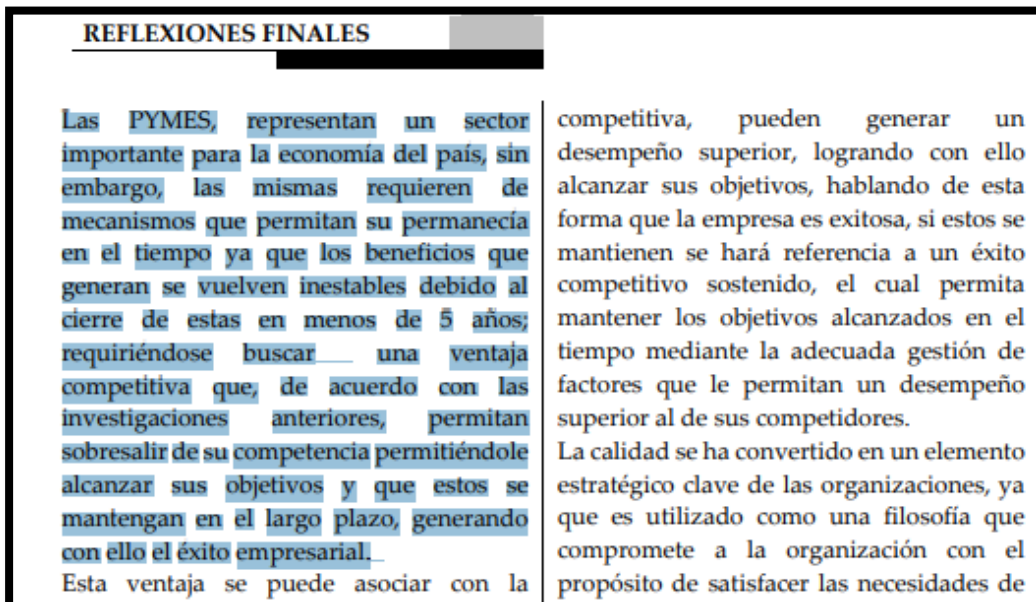 REFLEXIONES FINALES
Las PYMES, representan un sector
importante para la economía del país, sin
embargo, las mismas requieren de
mecanismos que permitan su permanecía
en el tiempo ya que los beneficios que
generan se vuelven inestables debido al
cierre de estas en menos de 5 años;
requiriéndose buscar una ventaja
competitiva que, de acuerdo con las
investigaciones anteriores, permitan
sobresalir de su competencia permitiéndole
alcanzar sus objetivos y que estos se
mantengan en el largo plazo, generando
con ello el éxito empresarial.
Esta ventaja se puede asociar con la
competitiva, pueden generar un
desempeño superior, logrando con ello
alcanzar sus objetivos, hablando de esta
forma que la empresa es exitosa, si estos se
mantienen se hará referencia a un éxito
competitivo sostenido, el cual permita
mantener los objetivos alcanzados en el
tiempo mediante la adecuada gestión de
factores que le permitan un desempeño
superior al de sus competidores.
La calidad se ha convertido en un elemento
estratégico clave de las organizaciones, ya
que es utilizado como una filosofía que
compromete a la organización con el
propósito de satisfacer las necesidades de